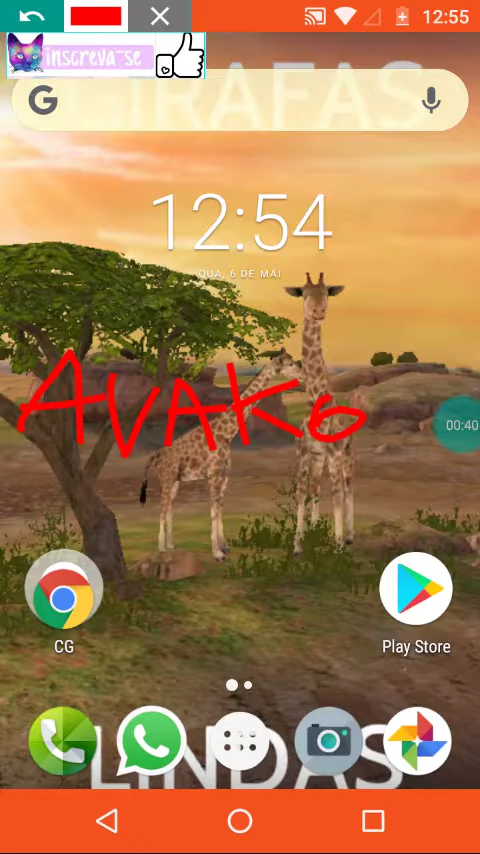 12:55
inscreva-se
GIRAFAS
G
12:54
QUA, 6 DE MAI
AVAKG
00:40
CG
Play Store
LINDAS